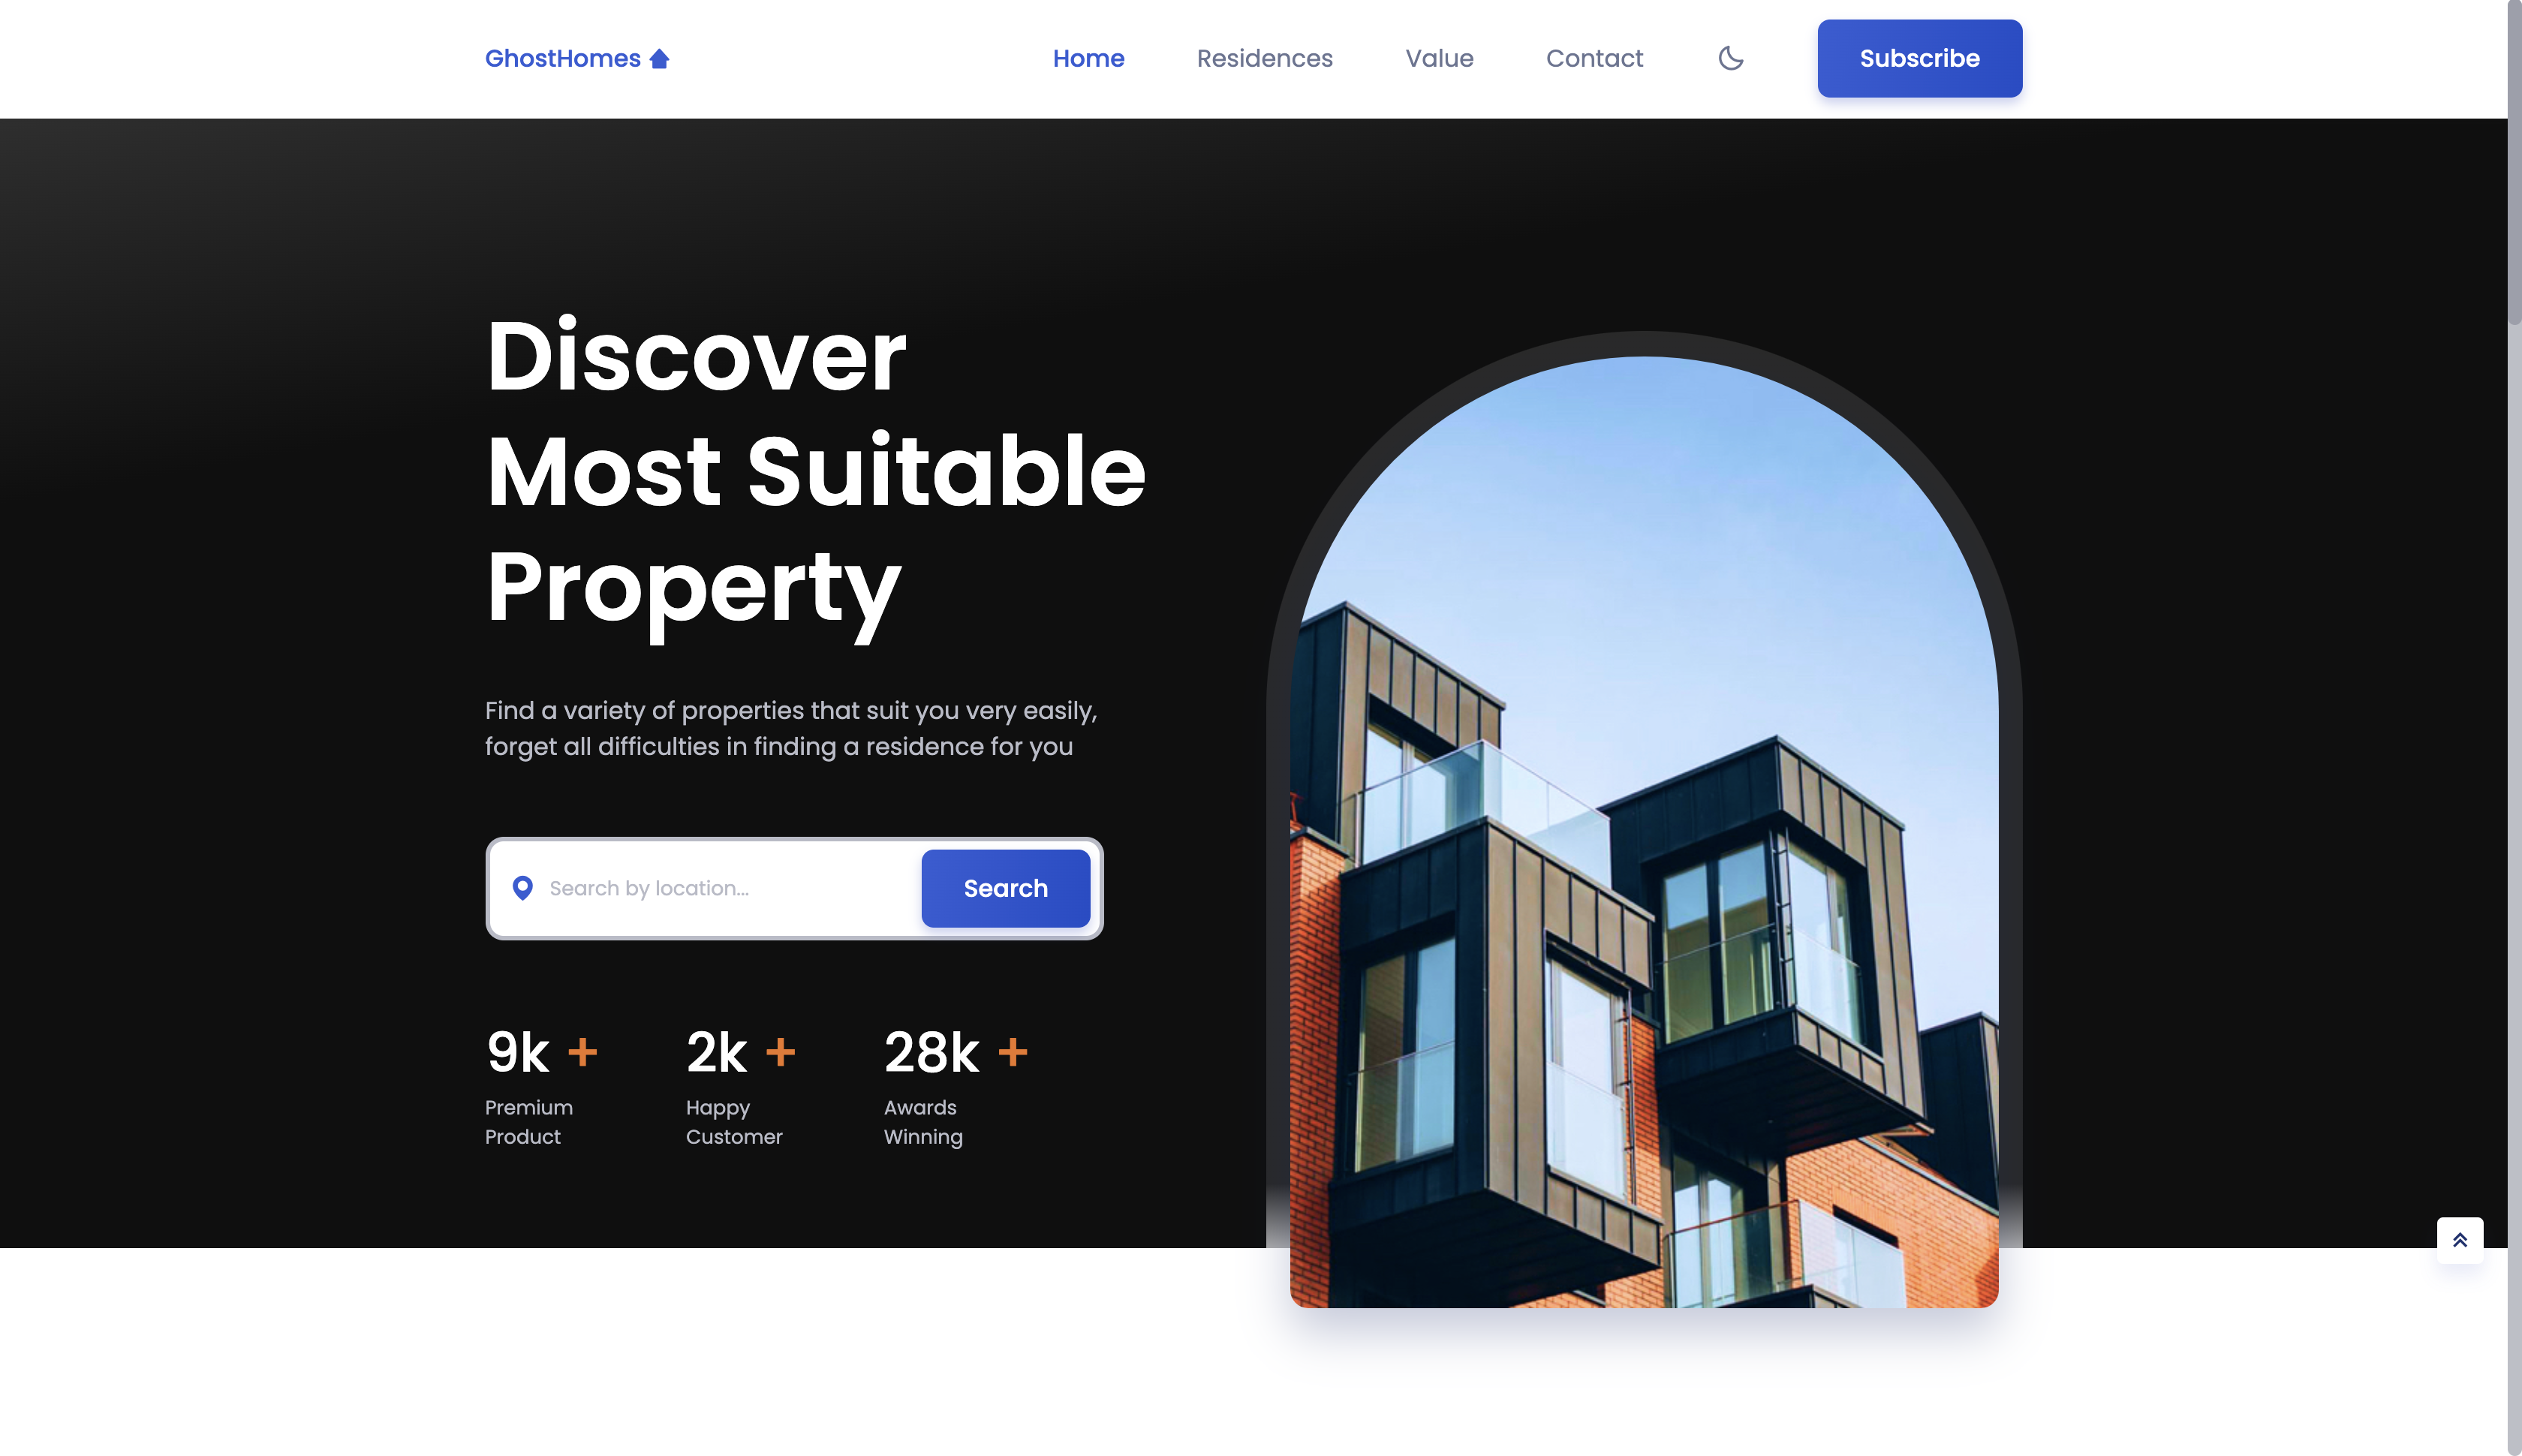 GhostHomes
Home
Residences
Value
Contact
Subscribe
Discover
Most Suitable
Property
Find a variety of properties that suit you very easily,
forget all difficulties in finding a residence for you
Search by location...
Search
9k +
Premium
Product
2k +
Happy
Customer
28k +
Awards
Winning